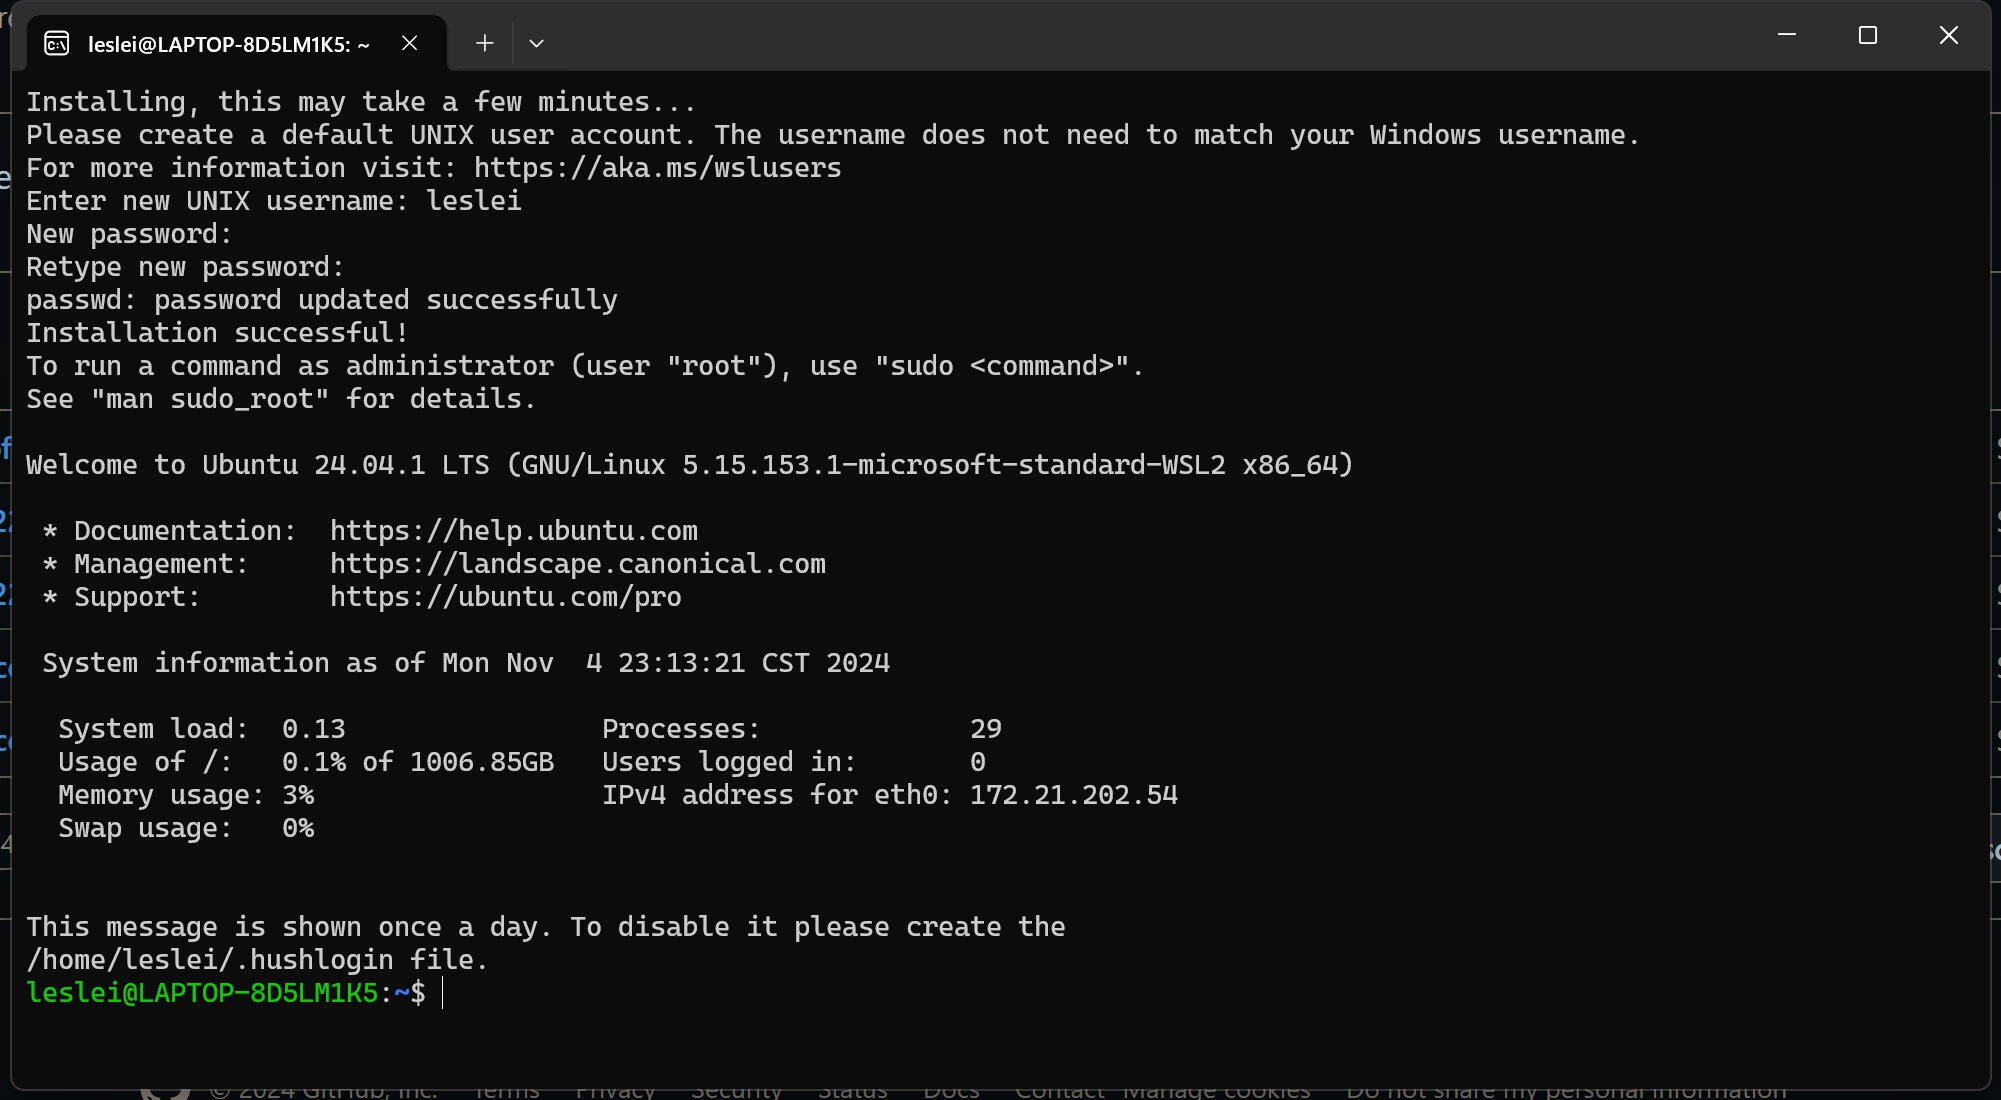 leslei@LAPTOP-8D5LM1K5: ~
Installing, this may take a few minutes...
Please create a default UNIX user account. The username does not need to match your Windows username.
For more information visit: https://aka.ms/wslusers
Enter new UNIX username: leslei
New password:
Retype new password:
passwd: password updated successfully
Installation successful!
To run a command as administrator (user "root"), use "sudo <command>".
See "man sudo_root" for details.
Welcome to Ubuntu 24.04.1 LTS (GNU/Linux 5.15.153.1-microsoft-standard-WSL2 x86_64)
* Documentation:  https://help.ubuntu.com
* Management:     https://landscape.canonical.com
* Support:        https://ubuntu.com/pro
System information as of Mon Nov  4 23:13:21 CST 2024
System load:  0.13                Processes:             29
Usage of /:   0.1% of 1006.85GB   Users logged in:       0
Memory usage: 3%                  IPv4 address for eth0: 172.21.202.54
Swap usage:   0%
This message is shown once a day. To disable it please create the
/home/leslei/.hushlogin file.
leslei@LAPTOP-8D5LM1K5:~$
© 2024 GitHub, Inc. Terms Privacy Security Status Docs Contact Manage cookies Do not share my personal information